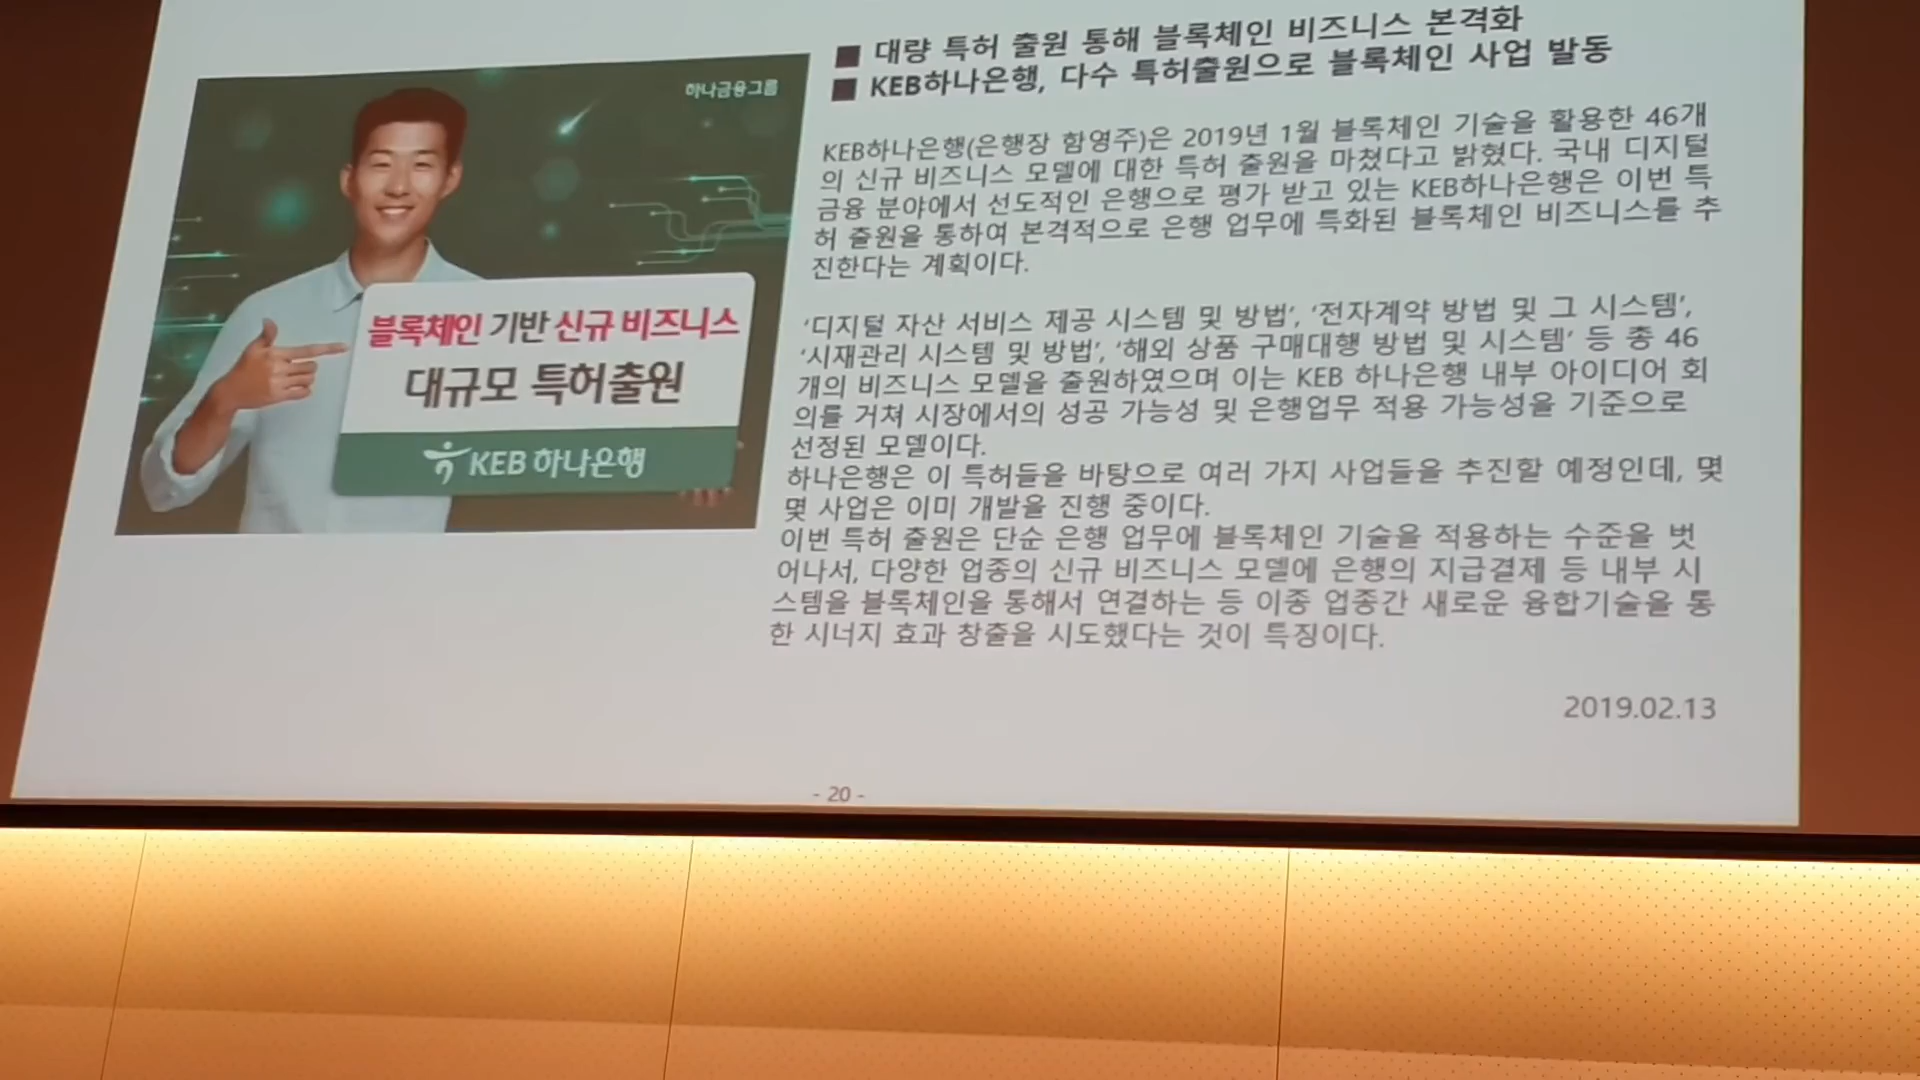 하나금융그룹
블록체인 기반 신규 비즈니스
대규모 특허출원
KEB 하나은행
■ 대량 특허 출원 통해 블록체인 비즈니스 본격화
■ KEB하나은행, 다수 특허출원으로 블록체인 사업 발동
KEB하나은행(은행장 함영주)은 2019년 1월 블록체인 기술을 활용한 46개
의 신규 비즈니스 모델에 대한 특허 출원을 마쳤다고 밝혔다. 국내 디지털
금융 분야에서 선도적인 은행으로 평가 받고 있는 KEB하나은행은 이번 특
허 출원을 통하여 본격적으로 은행 업무에 특화된 블록체인 비즈니스를 추
진한다는 계획이다.
‘디지털 자산 서비스 제공 시스템 및 방법’, ‘전자계약 방법 및 그 시스템’,
‘시재관리 시스템 및 방법’, ‘해외 상품 구매대행 방법 및 시스템’ 등 총 46
개의 비즈니스 모델을 출원하였으며 이는 KEB 하나은행 내부 아이디어 회
의를 거쳐 시장에서의 성공 가능성 및 은행업무 적용 가능성을 기준으로
선정된 모델이다.
하나은행은 이 특허들을 바탕으로 여러 가지 사업들을 추진할 예정인데, 몇
몇 사업은 이미 개발을 진행 중이다.
이번 특허 출원은 단순 은행 업무에 블록체인 기술을 적용하는 수준을 벗
어나서, 다양한 업종의 신규 비즈니스 모델에 은행의 지급결제 등 내부 시
스템을 블록체인을 통해서 연결하는 등 이종 업종간 새로운 융합기술을 통
한 시너지 효과 창출을 시도했다는 것이 특징이다.
2019.02.13
- 20 -